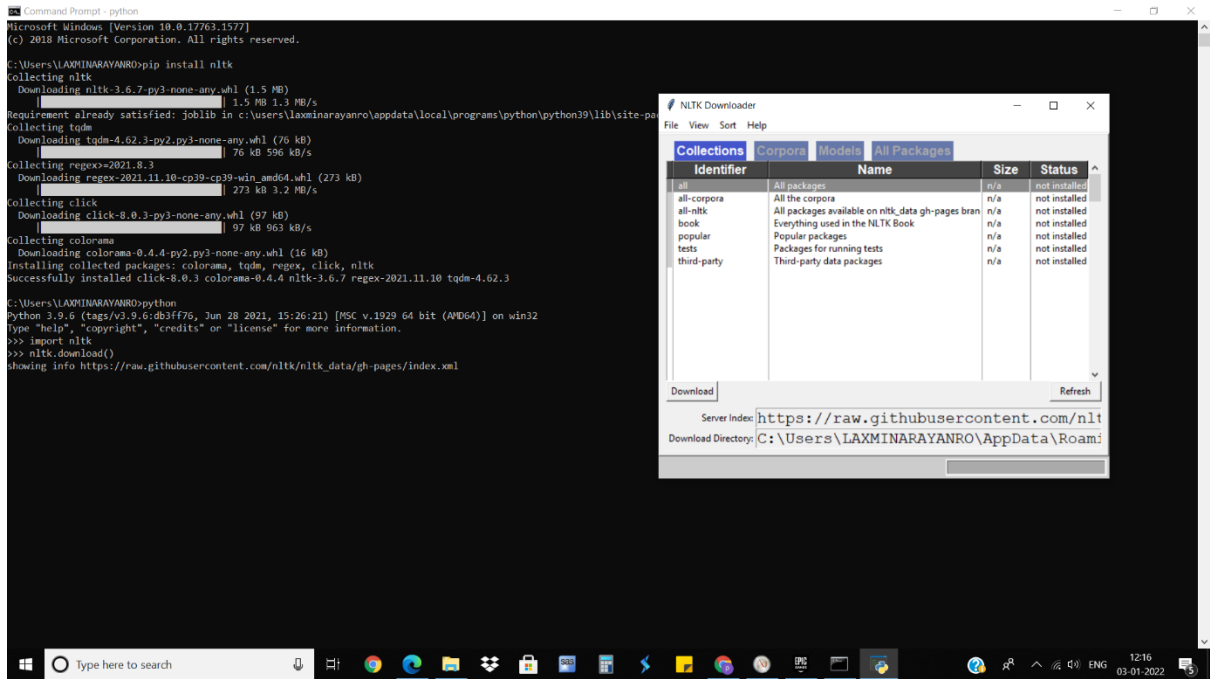 Command Prompt - python
Microsoft Windows [Version 10.0.17763.1577]
(c) 2018 Microsoft Corporation. All rights reserved.
C:\Users\LAXMINARAYANRO>pip install nltk
Collecting nltk
Downloading nltk-3.6.7-py3-none-any.whl (1.5 MB)
| | 1.5 MB 1.3 MB/s
Requirement already satisfied: joblib in c:\users\laxminarayanro\appdata\local\programs\python\python39\lib\site-pa
Collecting tqdm
Downloading tqdm-4.62.3-py2.py3-none-any.whl (76 kB)
| | 76 kB 596 kB/s
Collecting regex>=2021.8.3
Downloading regex-2021.11.10-cp39-cp39-win_amd64.whl (273 kB)
| | 273 kB 3.2 MB/s
Collecting click
Downloading click-8.0.3-py3-none-any.whl (97 kB)
| | 97 kB 963 kB/s
Collecting colorama
Downloading colorama-0.4.4-py2.py3-none-any.whl (16 kB)
Installing collected packages: colorama, tqdm, regex, click, nltk
Successfully installed click-8.0.3 colorama-0.4.4 nltk-3.6.7 regex-2021.11.10 tqdm-4.62.3
C:\Users\LAXMINARAYANRO>python
Python 3.9.6 (tags/v3.9.6:db3ff76, Jun 28 2021, 15:26:21) [MSC v.1929 64 bit (AMD64)] on win32
Type "help", "copyright", "credits" or "license" for more information.
>>> import nltk
>>> nltk.download()
showing info https://raw.githubusercontent.com/nltk/nltk_data/gh-pages/index.xml
NLTK Downloader
File View Sort Help
Collections Corpora Models All Packages
Identifier Name Size Status
all All packages n/a not installed
all-corpora All the corpora n/a not installed
all-nltk All packages available on nltk_data gh-pages bran n/a not installed
book Everything used in the NLTK Book n/a not installed
popular Popular packages n/a not installed
tests Packages for running tests n/a not installed
third-party Third-party data packages n/a not installed
Download Refresh
Server Index: https://raw.githubusercontent.com/nlt
Download Directory: C:\Users\LAXMINARAYANRO\AppData\Roami
Type here to search
sas
EPIC
ENG
12:16
03-01-2022
5